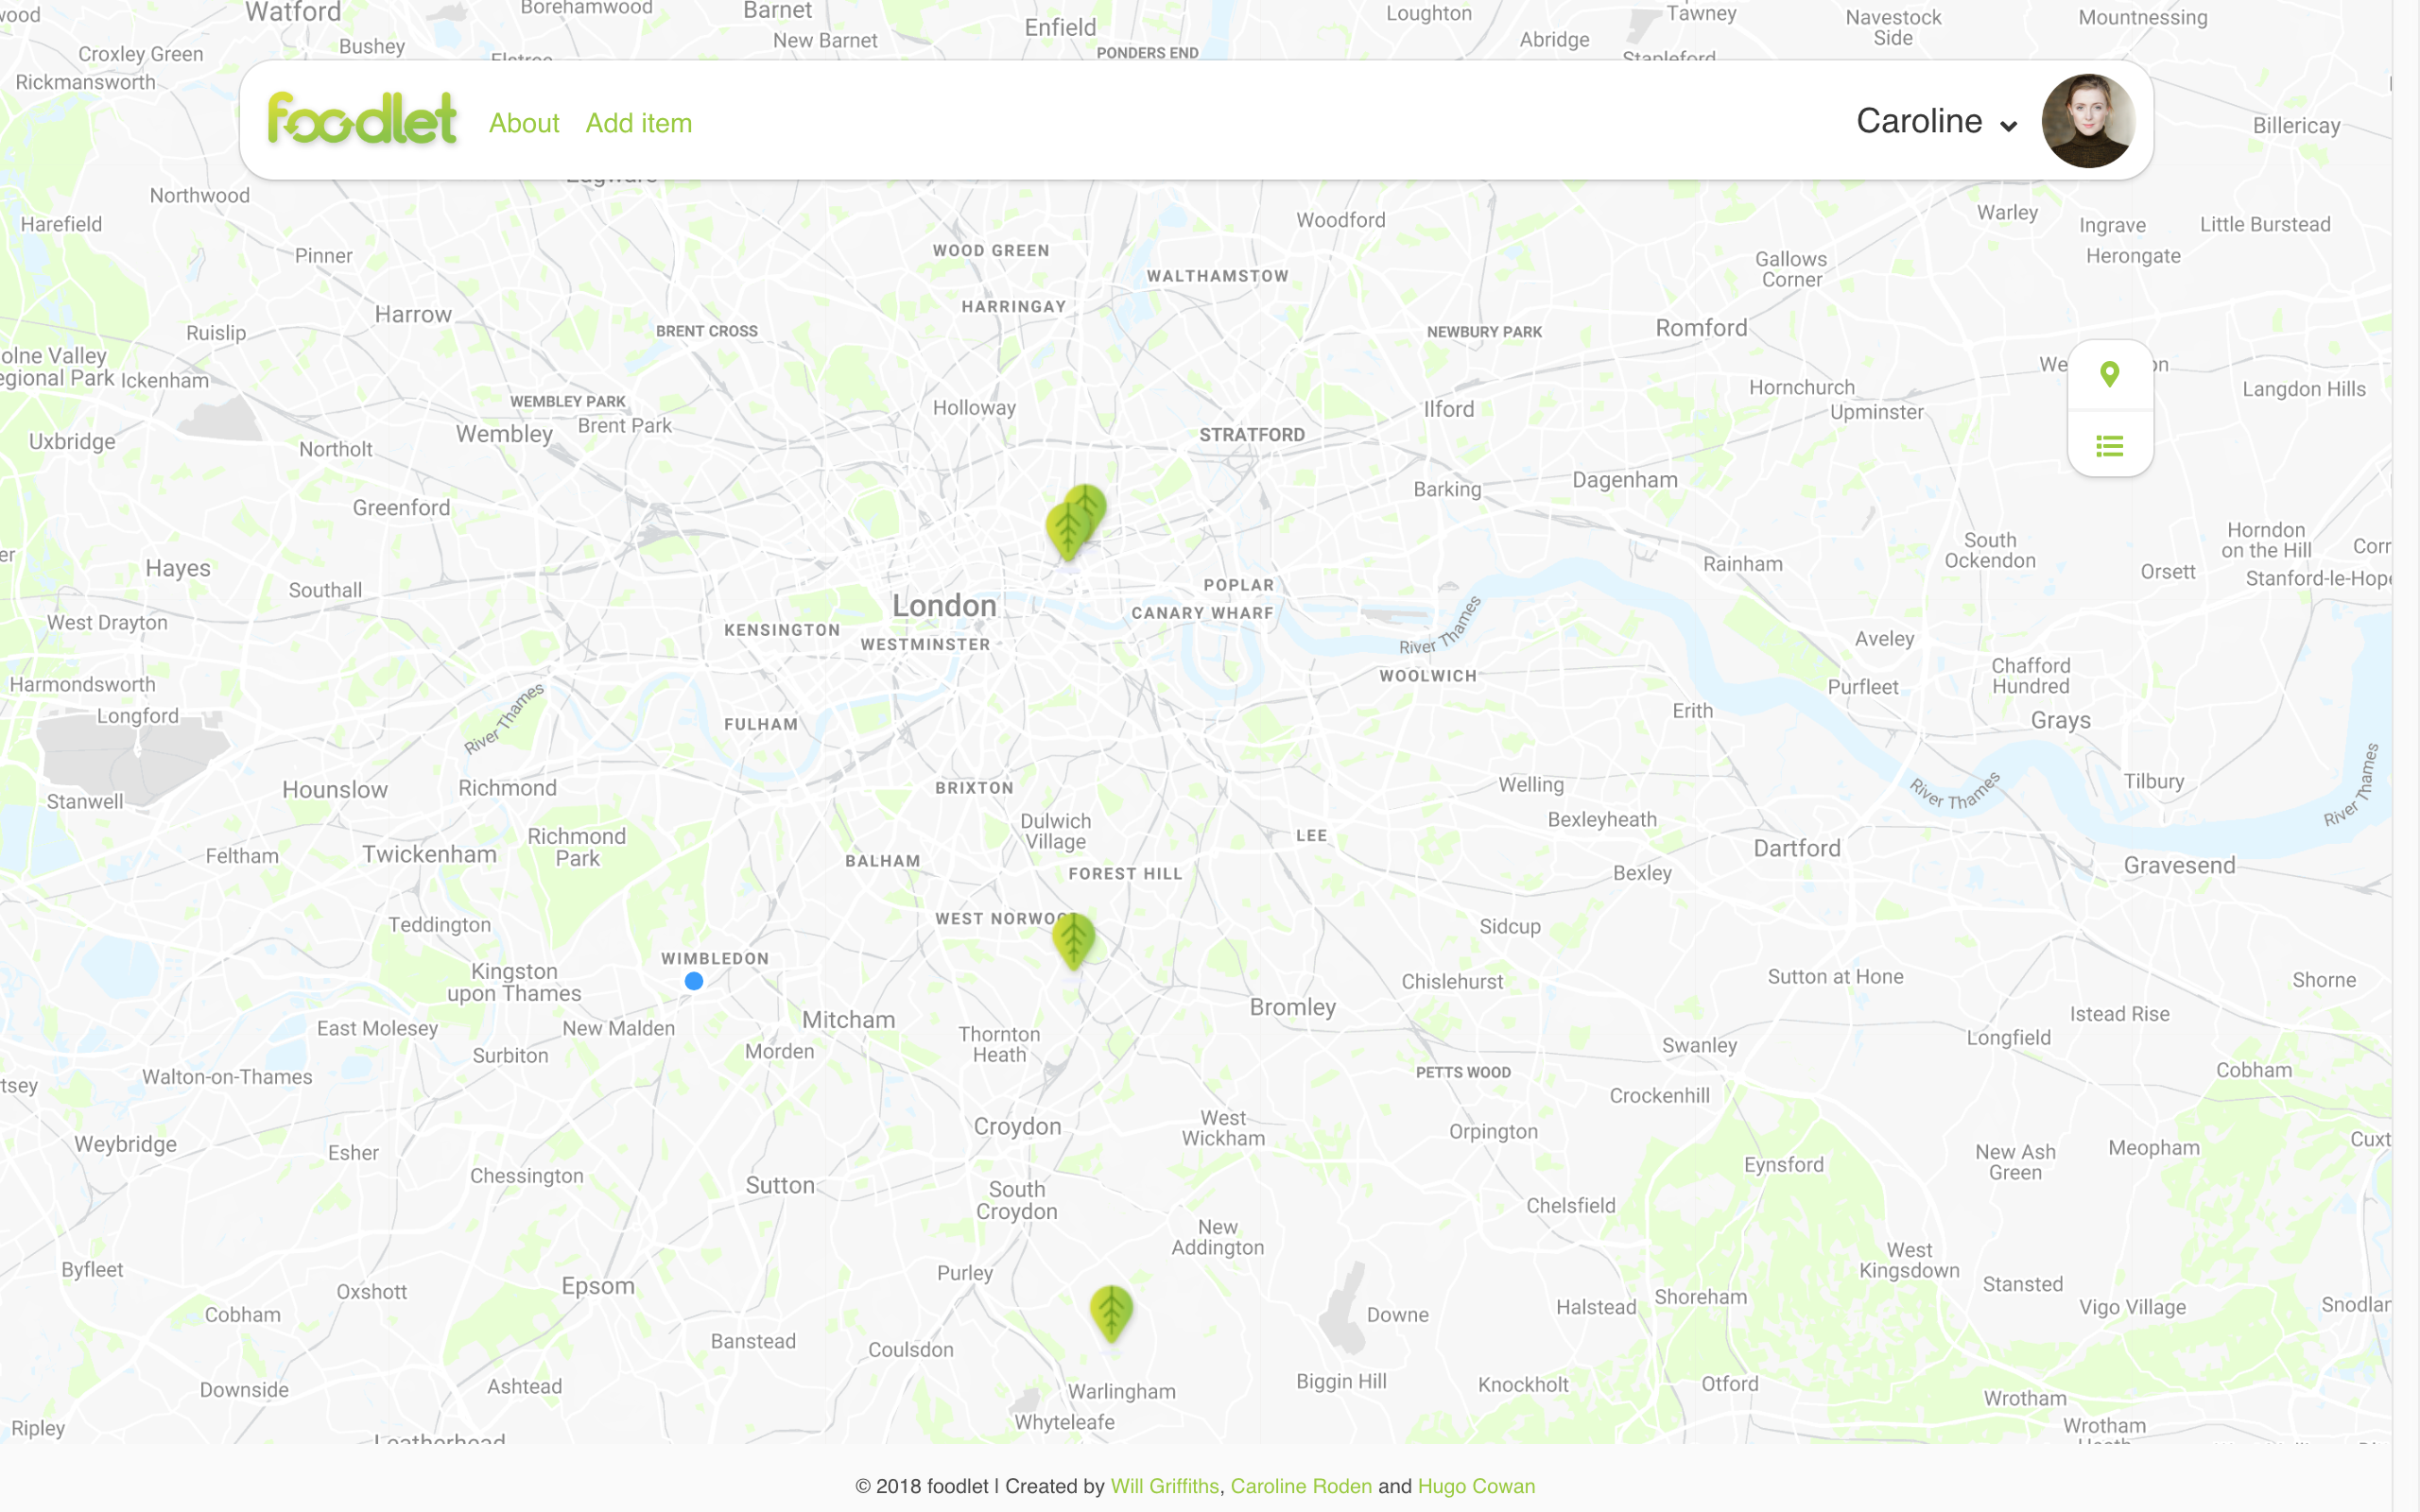 Watford
Borehamwood
Barnet
Loughton
Tawney
Navestock
Side
Mountnessing
Croxley Green
Bushey
New Barnet
Enfield
PONDERS END
Abridge
Rickmansworth
foodlet
About
Add item
Caroline
Billericay
Northwood
Harefield
Woodford
Warley
Ingrave
Little Burstead
Pinner
WOOD GREEN
WALTHAMSTOW
Gallows
Corner
Herongate
HARRINGAY
Harrow
Ruislip
BRENT CROSS
NEWBURY PARK
Romford
olne Valley
egional Park
Ickenham
Hornchurch
Langdon Hills
WEMBLEY PARK
Brent Park
Holloway
Ilford
Upminster
Uxbridge
Northolt
Wembley
STRATFORD
Greenford
Barking
Dagenham
Horndon
on the Hill
Corr
South
Ockendon
Hayes
Southall
POPLAR
Rainham
Orsett
Stanford-le-Hope
London
CANARY WHARF
West Drayton
KENSINGTON
WESTMINSTER
River Thames
Aveley
Harmondsworth
WOOLWICH
Chafford
Hundred
Purfleet
Longford
River Thames
FULHAM
Erith
Grays
Hounslow
Richmond
BRIXTON
Welling
River Thames
Tilbury
River Thames
Stanwell
Richmond
Park
Dulwich
Village
Bexleyheath
Feltham
Twickenham
BALHAM
FOREST HILL
LEE
Dartford
Bexley
Gravesend
Teddington
WEST NORWOO
Sidcup
WIMBLEDON
Kingston
upon Thames
Chislehurst
Sutton at Hone
Shorne
East Molesey
New Malden
Mitcham
Bromley
Istead Rise
Surbiton
Morden
Thornton
Heath
Swanley
Longfield
tsey
Walton-on-Thames
PETTS WOOD
Cobham
Crockenhill
Weybridge
Esher
Croydon
West
Wickham
Orpington
Meopham
Cuxt
Chessington
Sutton
South
Croydon
Eynsford
New Ash
Green
Chelsfield
New
Addington
Byfleet
Oxshott
Epsom
Purley
West
Kingsdown
Stansted
Cobham
Downe
Halstead
Shoreham
Vigo Village
Snodlar
Banstead
Coulsdon
Downside
Ashtead
Warlingham
Biggin Hill
Knockholt
Otford
Wrotham
Ripley
Whyteleafe
Wrotham
Heath
Leatherhead
© 2018 foodlet | Created by Will Griffiths, Caroline Roden and Hugo Cowan